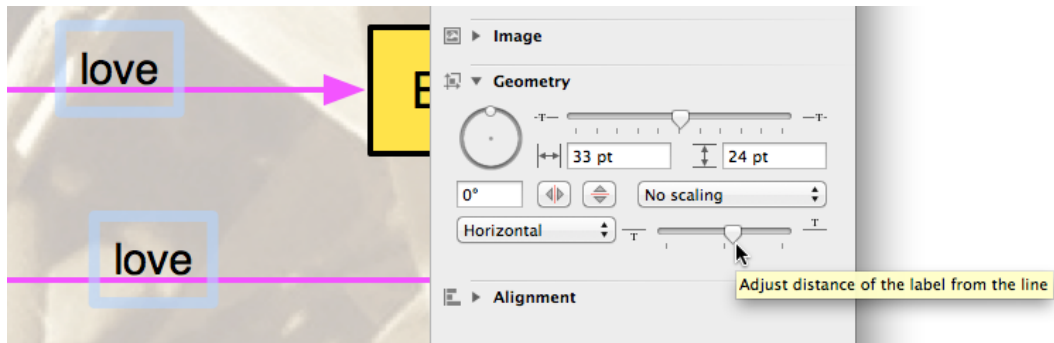 love
E
love
Image
Geometry
-T— —T-
33 pt 24 pt
0° No scaling
Horizontal T T
Alignment
Adjust distance of the label from the line